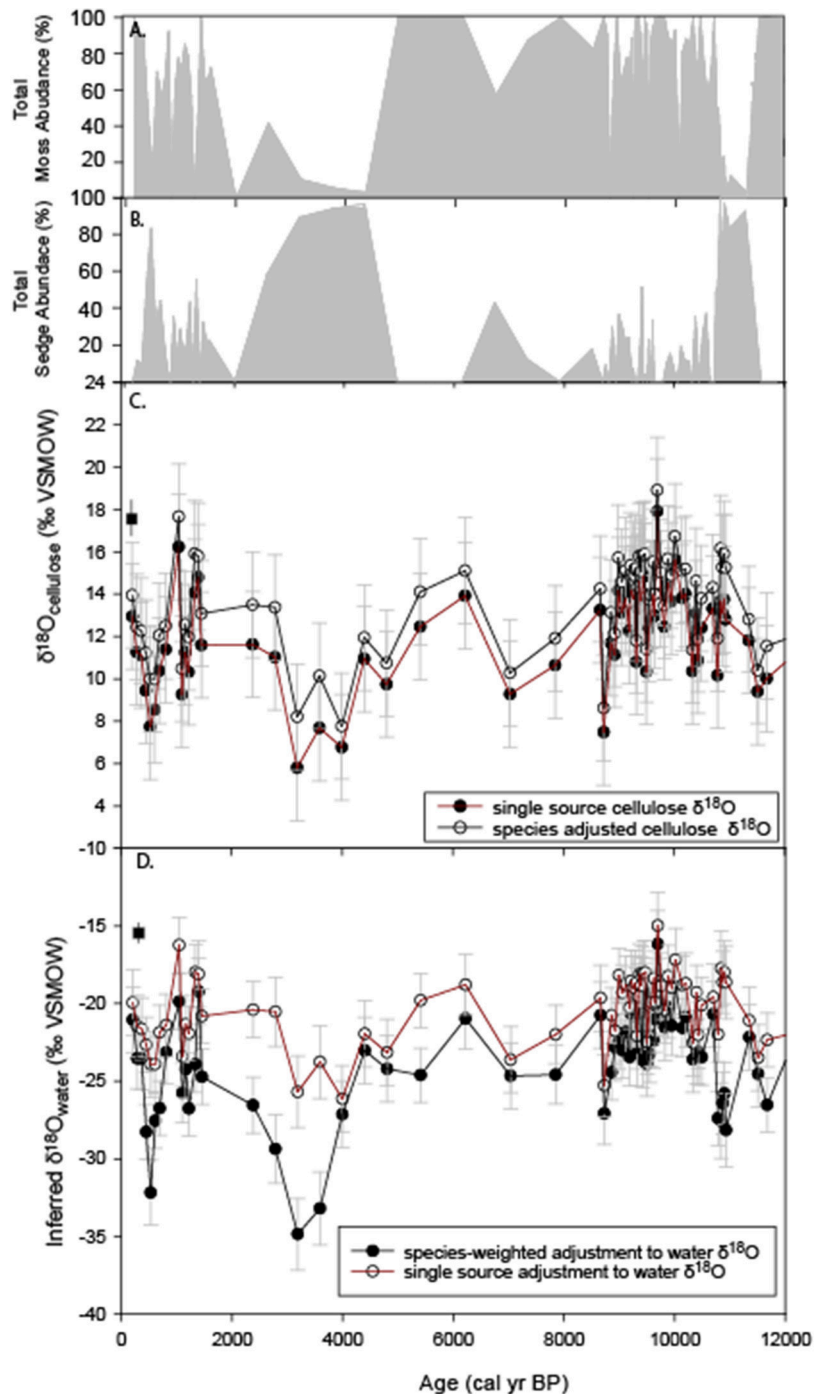 A.
100
80
60
40
20
Total
Moss Abudance (%)
B.
100
80
60
40
20
Total
Sedge Abundace (%)
C.
24
22
20
18
16
14
12
10
8
6
4
δ18Ocellulose (‰ VSMOW)
single source cellulose δ18O
species adjusted cellulose δ18O
D.
-10
-15
-20
-25
-30
-35
-40
Inferred δ18Owater (‰ VSMOW)
species-weighted adjustment to water δ18O
single source adjustment to water δ18O
0 2000 4000 6000 8000 10000 12000
Age (cal yr BP)